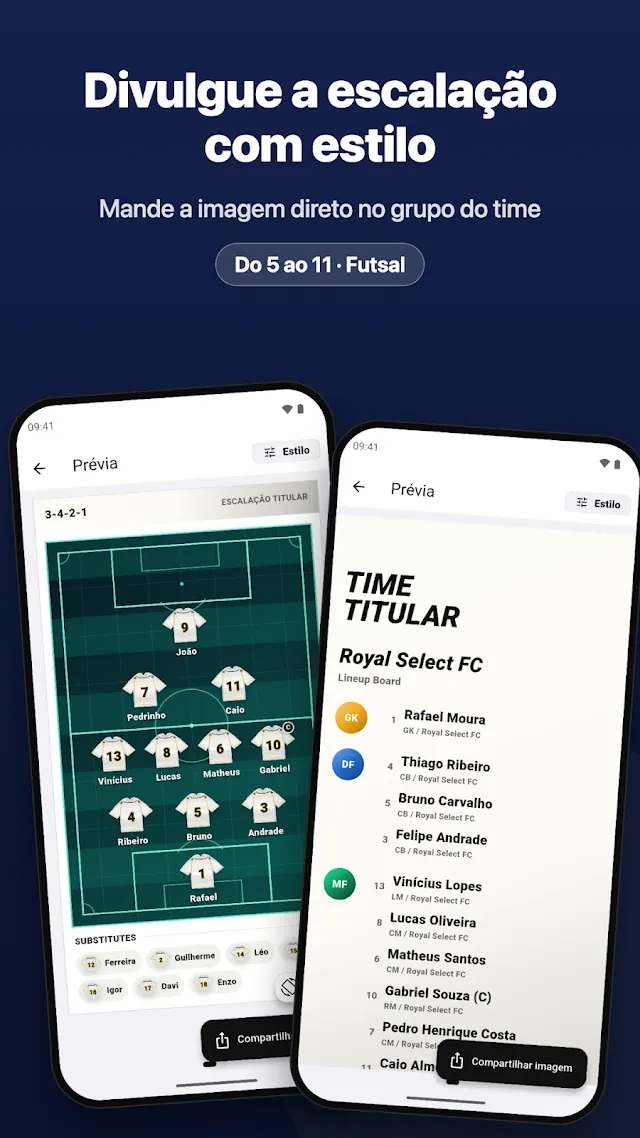 Divulgue a escalação
com estilo
Mande a imagem direto no grupo do time
Do 5 ao 11 · Futsal
09:41
Prévia
Estilo
3-4-2-1
ESCALAÇÃO TITULAR
9
João
7
Pedrinho
11
Caio
13
Vinícius
8
Lucas
6
Matheus
10
C
Gabriel
4
Ribeiro
5
Bruno
3
Andrade
1
Rafael
SUBSTITUTES
12 Ferreira
2 Guilherme
14 Léo
15
16 Igor
17 Davi
18 Enzo
09:41
Prévia
Estilo
TIME
TITULAR
Royal Select FC
Lineup Board
GK
1 Rafael Moura
GK / Royal Select FC
DF
4 Thiago Ribeiro
CB / Royal Select FC
5 Bruno Carvalho
CB / Royal Select FC
3 Felipe Andrade
CB / Royal Select FC
MF
13 Vinícius Lopes
LM / Royal Select FC
8 Lucas Oliveira
CM / Royal Select FC
6 Matheus Santos
CM / Royal Select FC
10 Gabriel Souza (C)
RM / Royal Select FC
7 Pedro Henrique Costa
CM / Royal
11 Caio
Compartilhar imagem